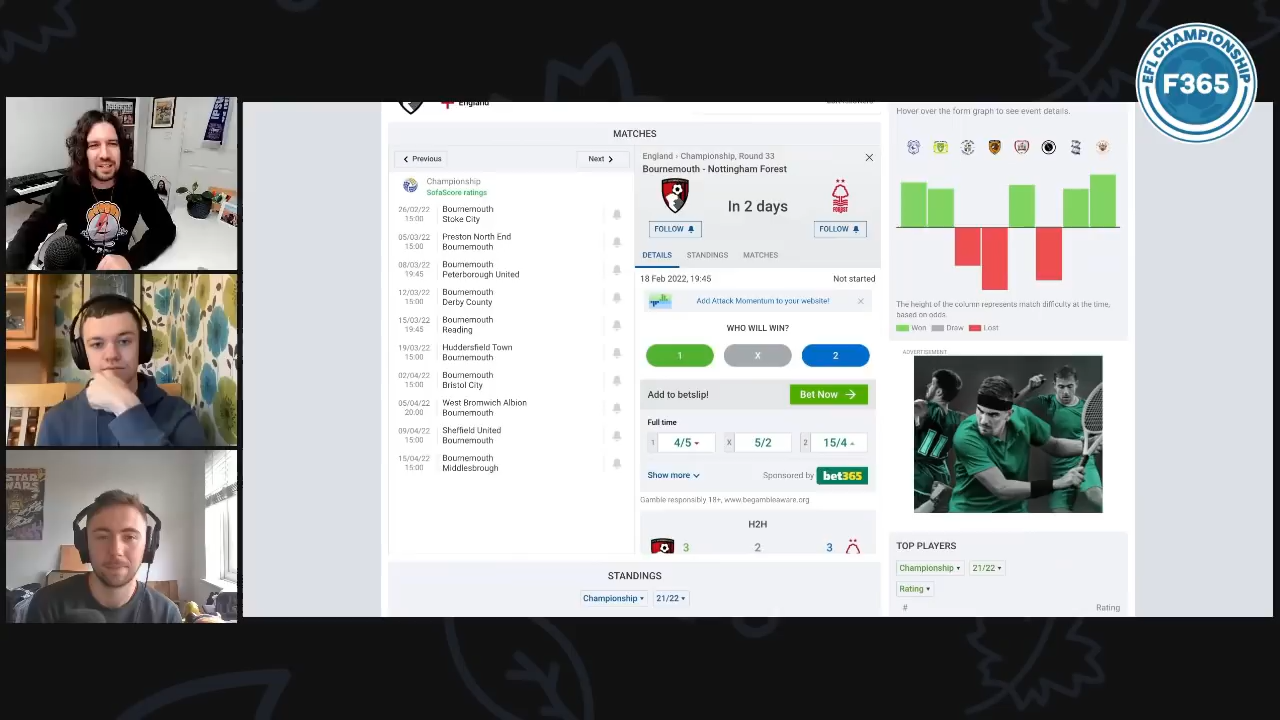 EFL CHAMPIONSHIP
F365
England
MATCHES
Previous
Next
Championship
SofaScore ratings
26/02/22 Bournemouth
15:00 Stoke City
05/03/22 Preston North End
15:00 Bournemouth
08/03/22 Bournemouth
19:45 Peterborough United
12/03/22 Bournemouth
15:00 Derby County
15/03/22 Bournemouth
19:45 Reading
19/03/22 Huddersfield Town
15:00 Bournemouth
02/04/22 Bournemouth
15:00 Bristol City
05/04/22 West Bromwich Albion
20:00 Bournemouth
09/04/22 Sheffield United
15:00 Bournemouth
15/04/22 Bournemouth
15:00 Middlesbrough
England › Championship, Round 33
Bournemouth - Nottingham Forest
In 2 days
FOREST
FOLLOW
FOLLOW
DETAILS STANDINGS MATCHES
18 Feb 2022, 19:45 Not started
Add Attack Momentum to your website!
WHO WILL WIN?
1 X 2
Add to betslip! Bet Now
Full time
1 4/5 X 5/2 2 15/4
Show more Sponsored by bet365
Gamble responsibly 18+, www.begambleaware.org
H2H
3 2 3
STANDINGS
Championship 21/22
Hover over the form graph to see event details.
The height of the column represents match difficulty at the time,
based on odds.
Won Draw Lost
ADVERTISEMENT
11
TOP PLAYERS
Championship 21/22
Rating
# Rating
STAR
WARS